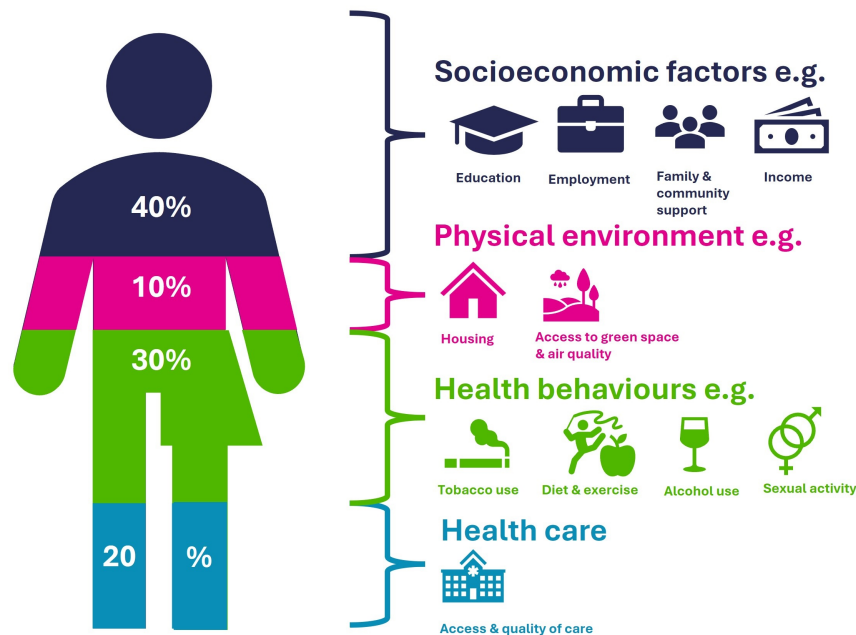 Socioeconomic factors e.g.
Education
Employment
Family &
community
support
Income
40%
Physical environment e.g.
10%
Housing
Access to green space
& air quality
30%
Health behaviours e.g.
Tobacco use
Diet & exercise
Alcohol use
Sexual activity
Health care
20 %
Access & quality of care